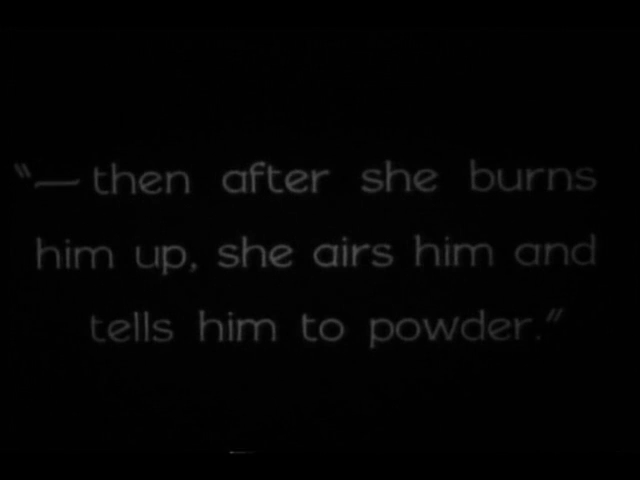 "—then after she burns
him up, she airs him and
tells him to powder."